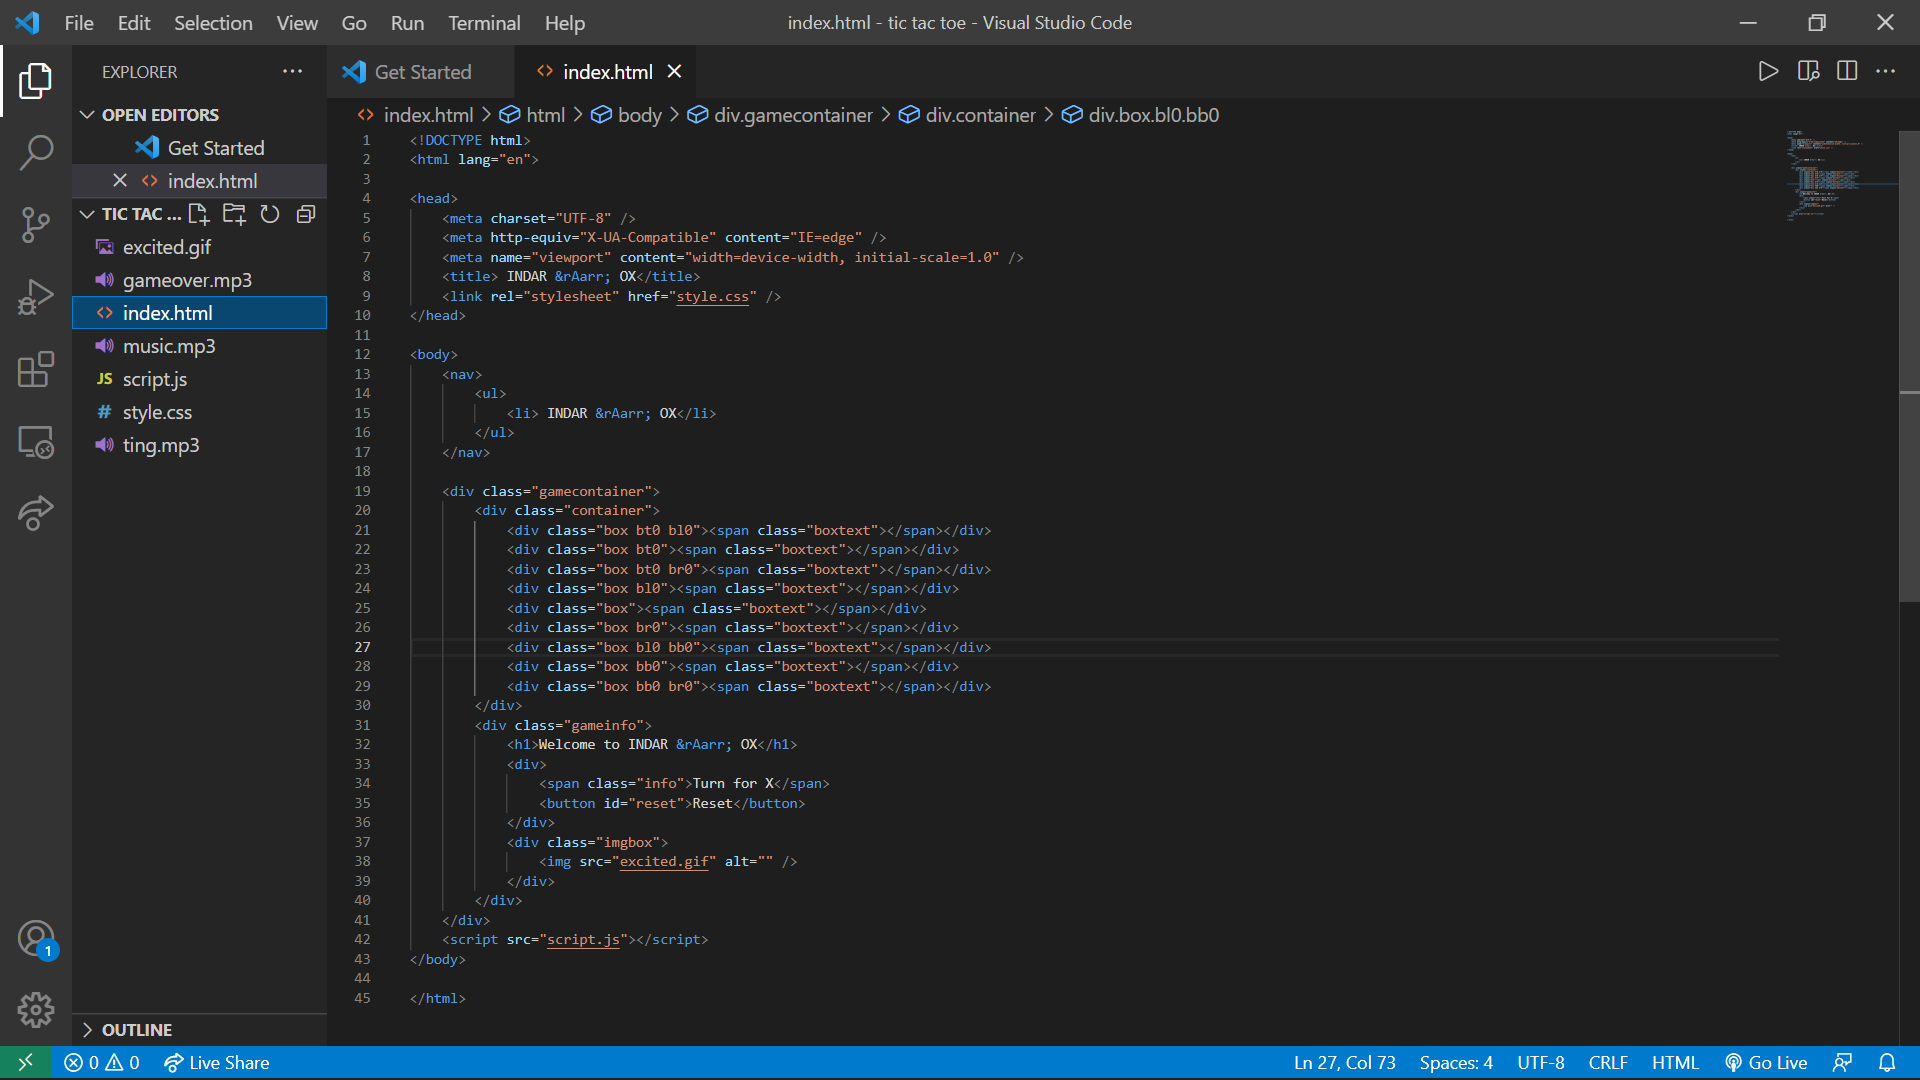 File Edit Selection View Go Run Terminal Help
index.html - tic tac toe - Visual Studio Code
EXPLORER
OPEN EDITORS
Get Started
index.html
TIC TAC ...
excited.gif
gameover.mp3
index.html
music.mp3
JS script.js
# style.css
ting.mp3
OUTLINE
1
Get Started
index.html
index.html > html > body > div.gamecontainer > div.container > div.box.bl0.bb0
1 <!DOCTYPE html>
2 <html lang="en">
3
4 <head>
5 <meta charset="UTF-8" />
6 <meta http-equiv="X-UA-Compatible" content="IE=edge" />
7 <meta name="viewport" content="width=device-width, initial-scale=1.0" />
8 <title> INDAR &rAarr; OX</title>
9 <link rel="stylesheet" href="style.css" />
10 </head>
11
12 <body>
13 <nav>
14 <ul>
15 <li> INDAR &rAarr; OX</li>
16 </ul>
17 </nav>
18
19 <div class="gamecontainer">
20 <div class="container">
21 <div class="box bt0 bl0"><span class="boxtext"></span></div>
22 <div class="box bt0"><span class="boxtext"></span></div>
23 <div class="box bt0 br0"><span class="boxtext"></span></div>
24 <div class="box bl0"><span class="boxtext"></span></div>
25 <div class="box"><span class="boxtext"></span></div>
26 <div class="box br0"><span class="boxtext"></span></div>
27 <div class="box bl0 bb0"><span class="boxtext"></span></div>
28 <div class="box bb0"><span class="boxtext"></span></div>
29 <div class="box bb0 br0"><span class="boxtext"></span></div>
30 </div>
31 <div class="gameinfo">
32 <h1>Welcome to INDAR &rAarr; OX</h1>
33 <div>
34 <span class="info">Turn for X</span>
35 <button id="reset">Reset</button>
36 </div>
37 <div class="imgbox">
38 <img src="excited.gif" alt="" />
39 </div>
40 </div>
41 </div>
42 <script src="script.js"></script>
43 </body>
44
45 </html>
0 0 Live Share
Ln 27, Col 73 Spaces: 4 UTF-8 CRLF HTML Go Live